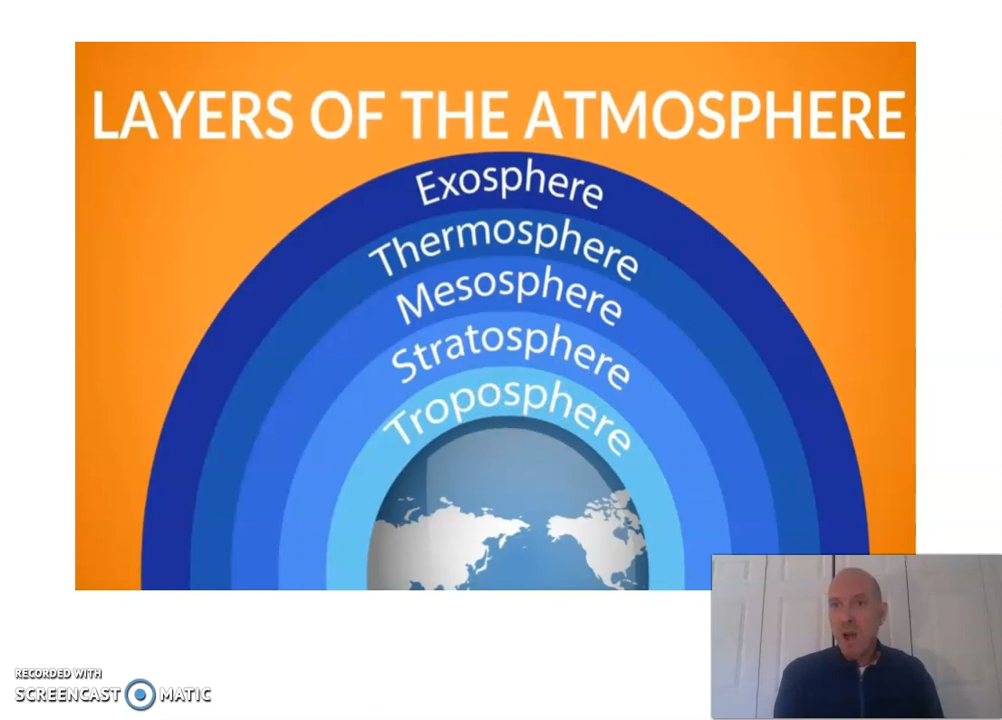 LAYERS OF THE ATMOSPHERE
Exosphere
Thermosphere
Mesosphere
Stratosphere
Troposphere
RECORDED WITH
SCREENCAST MATIC